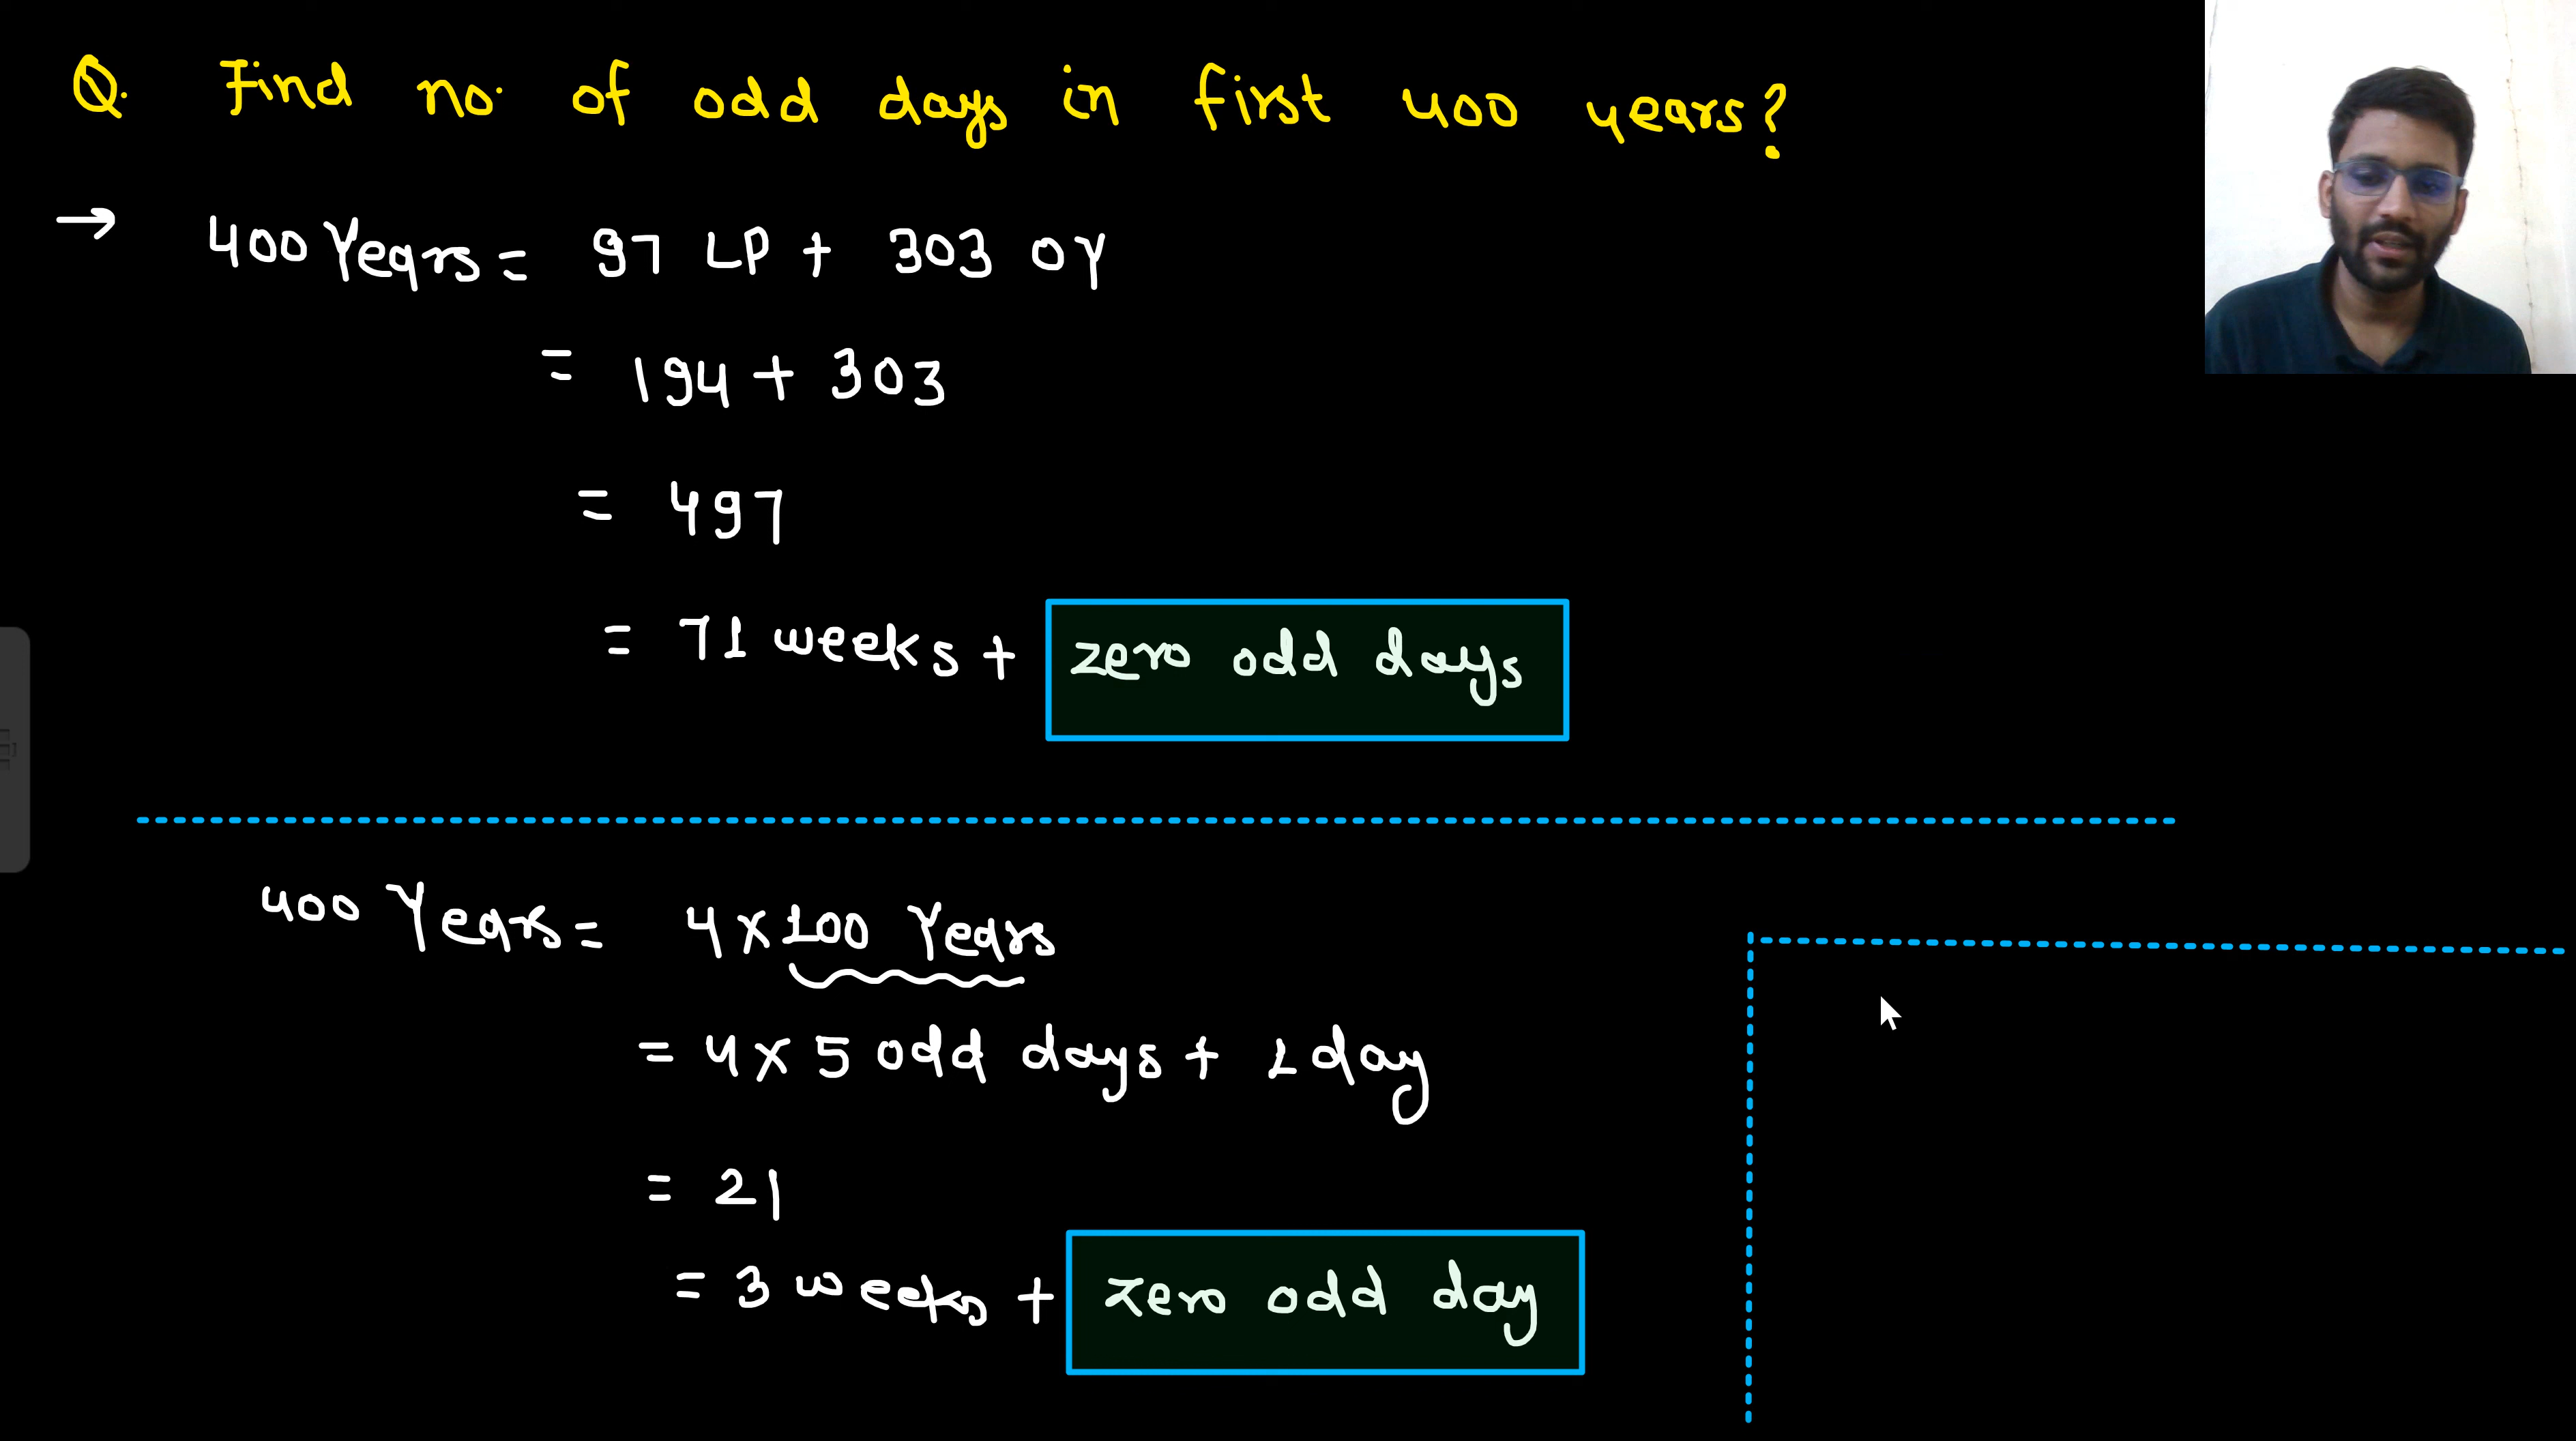 Q. Find no. of odd days in first 400 years?
→ 400 Years = 97 LP + 303 OY
= 194 + 303
= 497
= 71 weeks + zero odd days
400 Years = 4 x 100 Years
= 4 x 5 odd days + 1 day
= 21
= 3 weeks + zero odd day